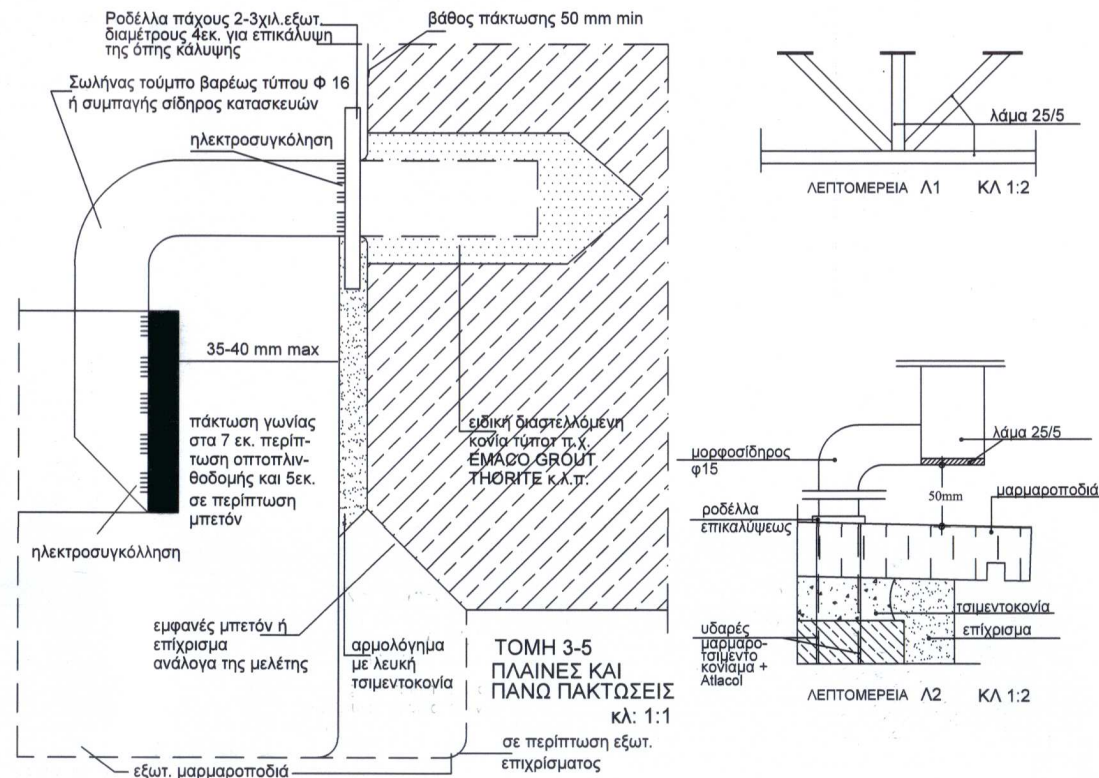 Ροδέλλα πάχους 2-3χιλ.εξωτ.
διαμέτρους 4εκ. για επικάλυψη
της όπης κάλυψης
βάθος πάκτωσης 50 mm min
Σωλήνας τούμπο βαρέως τύπου Φ 16
ή συμπαγής σίδηρος κατασκευών
ηλεκτροσυγκόληση
35-40 mm max
πάκτωση γωνίας
στα 7 εκ. περίπ-
τωση οπτοπλιν-
θοδομής και 5εκ.
σε περίπτωση
μπετόν
ειδική διαστελλόμενη
κονία τύποτ π.χ.
EMACO GROUT
THORITE κ.λ.π.
ηλεκτροσυγκόλληση
εμφανές μπετόν ή
επίχρισμα
ανάλογα της μελέτης
αρμολόγημα
με λευκή
τσιμεντοκονία
ΤΟΜΗ 3-5
ΠΛΑΙΝΕΣ ΚΑΙ
ΠΑΝΩ ΠΑΚΤΩΣΕΙΣ
κλ: 1:1
σε περίπτωση εξωτ.
επιχρίσματος
εξωτ. μαρμαροποδιά
λάμα 25/5
ΛΕΠΤΟΜΕΡΕΙΑ Λ1 ΚΛ 1:2
μορφοσίδηρος
φ15
λάμα 25/5
50mm
μαρμαροποδιά
ροδέλλα
επικαλύψεως
τσιμεντοκονία
επίχρισμα
υδαρές
μαρμαρο-
τσιμέντο
κονίαμα +
Atlacol
ΛΕΠΤΟΜΕΡΕΙΑ Λ2 ΚΛ 1:2